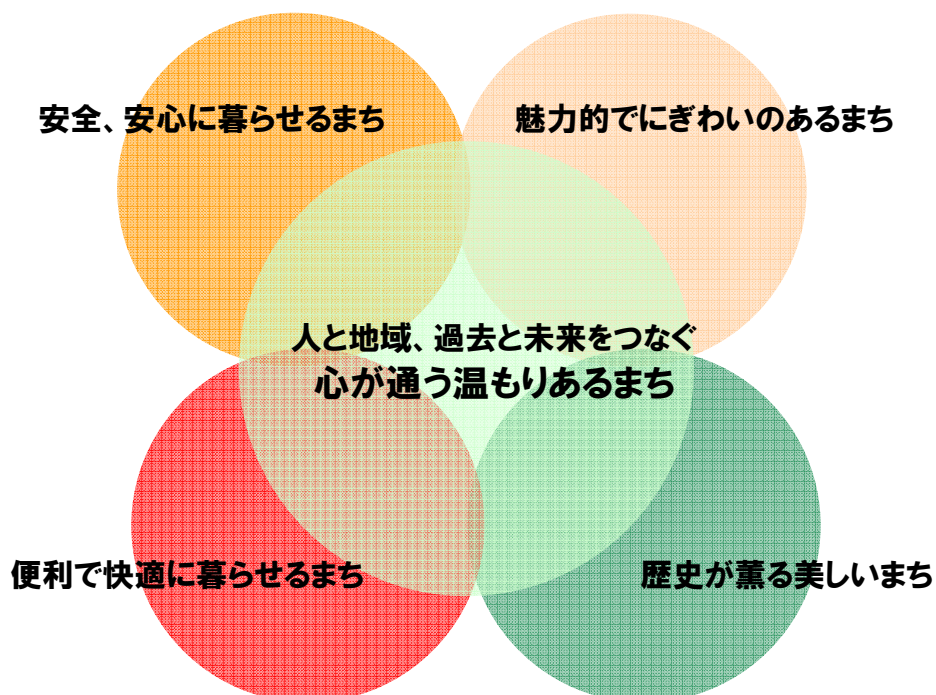 安全、安心に暮らせるまち
魅力的でにぎわいのあるまち
人と地域、過去と未来をつなぐ
心が通う温もりあるまち
便利で快適に暮らせるまち
歴史が薫る美しいまち